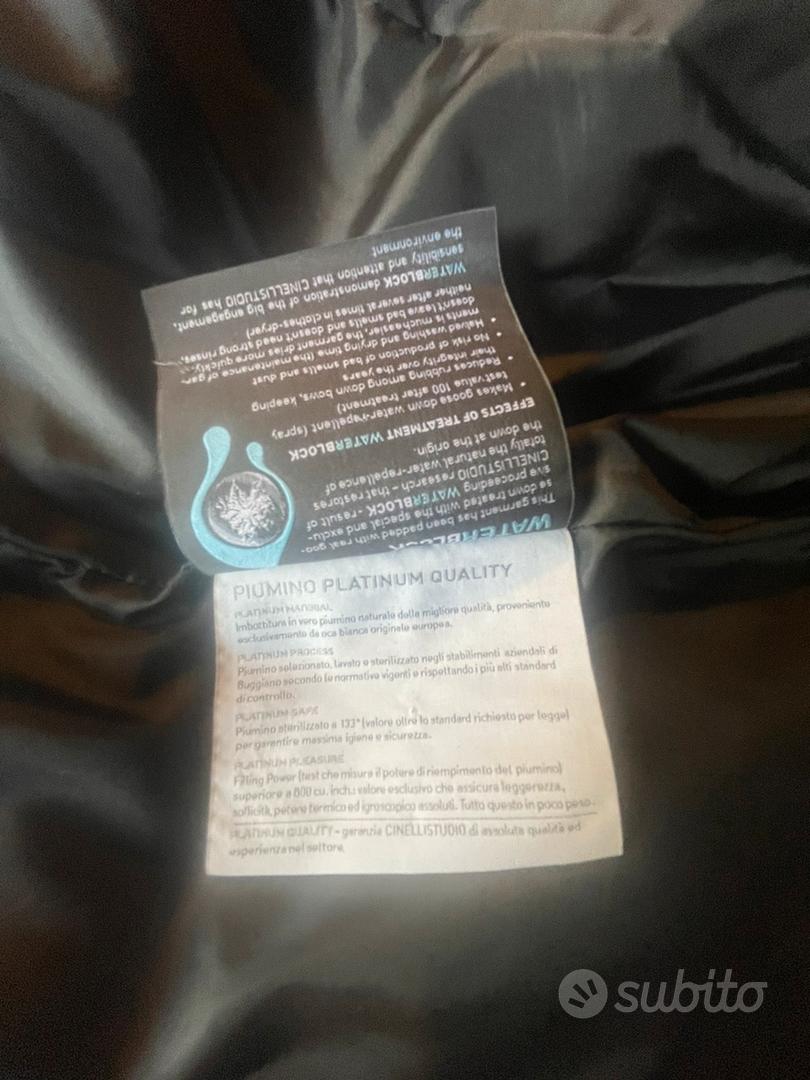 WATERBLOCK
This garment has been padded with real goo-
se down treated with the special and exclu-
sive proceeding WATERBLOCK - result of
CINELLISTUDIO research - that restores
totally the natural water-repellence of
the down at the origin.
EFFECTS OF TREATMENT WATERBLOCK
• Makes goose down water-repellent (spray
test value 100 after treatment)
• Reduces rubbing among down, bows, keeping
their integrity over the years
• No risk of production of bad smells and dust
• Halved washing and drying time (the maintenance of gar-
ments is much easier, the garment dries more quickly,
doesn't leave bad smells and doesn't need strong rinses,
neither after several times in clothes-dryer)
WATERBLOCK demonstration of the big engagement,
sensibility and attention that CINELLISTUDIO has for
the environment
PIUMINO PLATINUM QUALITY
PLATINUM MATERIAL
Imbottitura in vero piumino naturale della migliore qualità, proveniente
esclusivamente da oca bianca originale europea.
PLATINUM PROCESS
Piumino selezionato, lavato e sterilizzato negli stabilimenti aziendali di
Buggiano secondo le normative vigenti e rispettando i più alti standard
di controllo.
PLATINUM SAFE
Piumino sterilizzato a 133° (valore oltre lo standard richiesto per legge)
per garantire massima igiene e sicurezza.
PLATINUM PLEASURE
Filling Power (test che misura il potere di riempimento del piumino)
superiore a 800 cu. inch: valore esclusivo che assicura leggerezza,
sofficità, potere termico ed igroscopico assoluti. Tutto questo in poco peso.
PLATINUM QUALITY - garanzia CINELLISTUDIO di assoluta qualità ed
esperienza nel settore.
subito